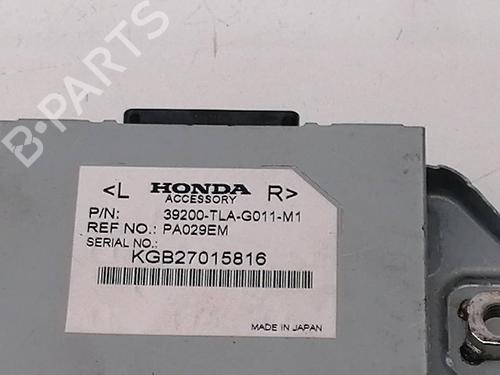 B-PARTS
<L HONDA R>
ACCESSORY
P/N: 39200-TLA-G011-M1
REF NO.: PA029EM
SERIAL NO.:
KGB27015816
MADE IN JAPAN